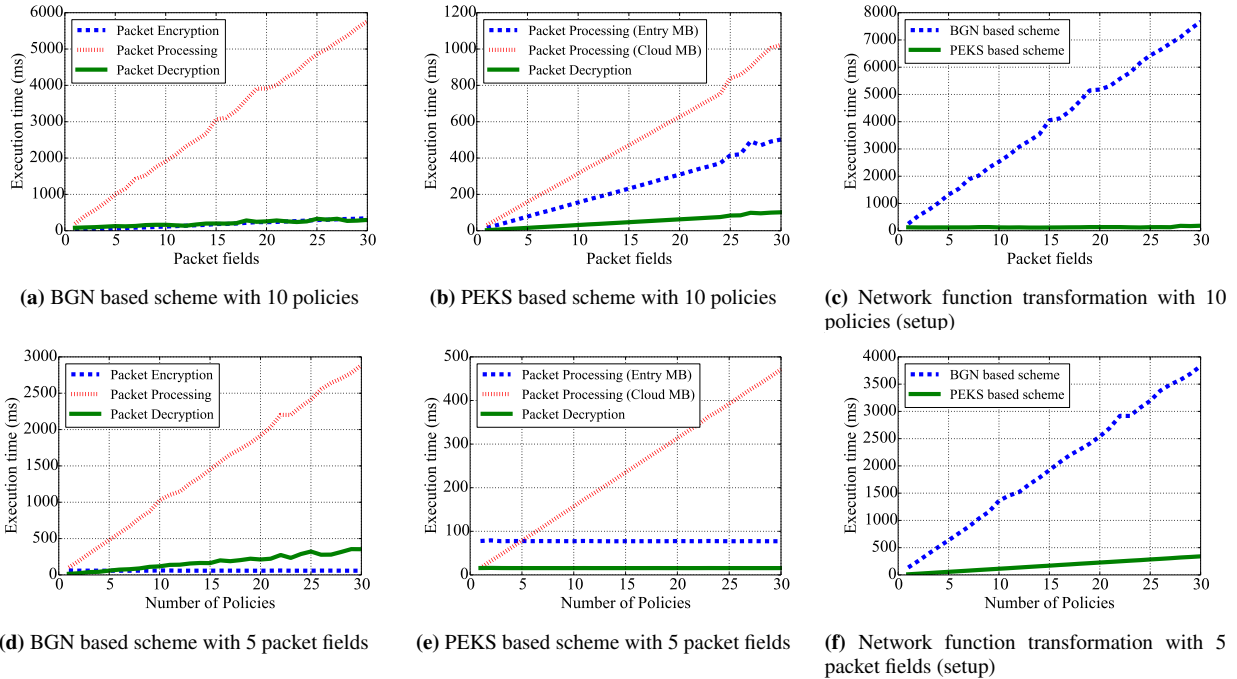 6000
5000
4000
3000
2000
1000
0
Execution time (ms)
Packet Encryption
Packet Processing
Packet Decryption
0 5 10 15 20 25 30
Packet fields
(a) BGN based scheme with 10 policies
1200
1000
800
600
400
200
0
Execution time (ms)
Packet Processing (Entry MB)
Packet Processing (Cloud MB)
Packet Decryption
0 5 10 15 20 25 30
Packet fields
(b) PEKS based scheme with 10 policies
8000
7000
6000
5000
4000
3000
2000
1000
0
Execution time (ms)
BGN based scheme
PEKS based scheme
0 5 10 15 20 25 30
Packet fields
(c) Network function transformation with 10
policies (setup)
3000
2500
2000
1500
1000
500
0
Execution time (ms)
Packet Encryption
Packet Processing
Packet Decryption
0 5 10 15 20 25 30
Number of Policies
(d) BGN based scheme with 5 packet fields
500
400
300
200
100
0
Execution time (ms)
Packet Processing (Entry MB)
Packet Processing (Cloud MB)
Packet Decryption
0 5 10 15 20 25 30
Number of Policies
(e) PEKS based scheme with 5 packet fields
4000
3500
3000
2500
2000
1500
1000
500
0
Execution time (ms)
BGN based scheme
PEKS based scheme
0 5 10 15 20 25 30
Number of Policies
(f) Network function transformation with 5
packet fields (setup)